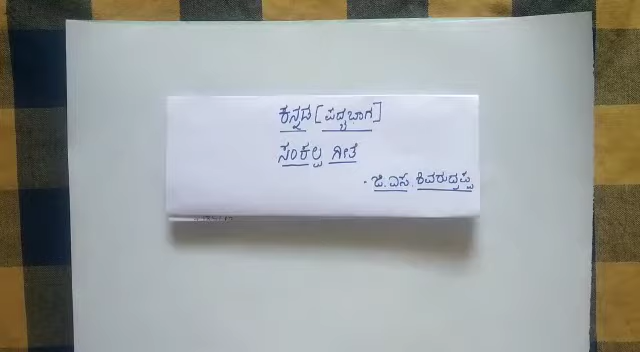 ಕನ್ನಡ [ಪದ್ಯಭಾಗ]
ಸಂಕಲ್ಪ ಗೀತೆ
- ಜಿ.ಎಸ್. ಶಿವರುದ್ರಪ್ಪ